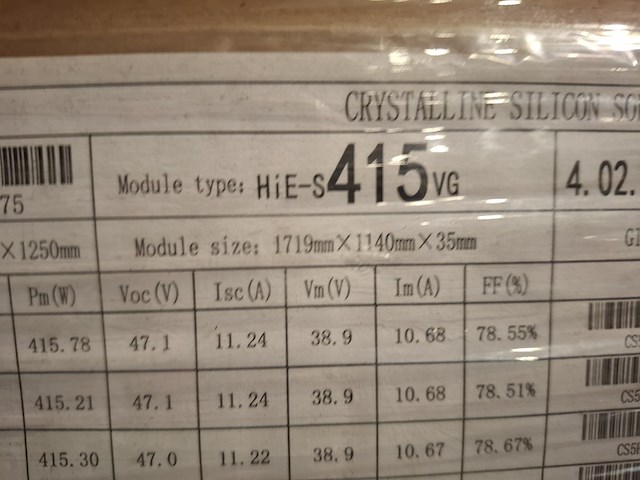 CRYSTALLINE SILICON
75
Module type: HiE-S415VG
4.02.
×1250mm
Module size: 1719mm×1140mm×35mm
Pm(W) Voc(V) Isc(A) Vm(V) Im(A) FF(%)
415.78 47.1 11.24 38.9 10.68 78.55%
415.21 47.1 11.24 38.9 10.68 78.51%
CS5
415.30 47.0 11.22 38.9 10.67 78.67%